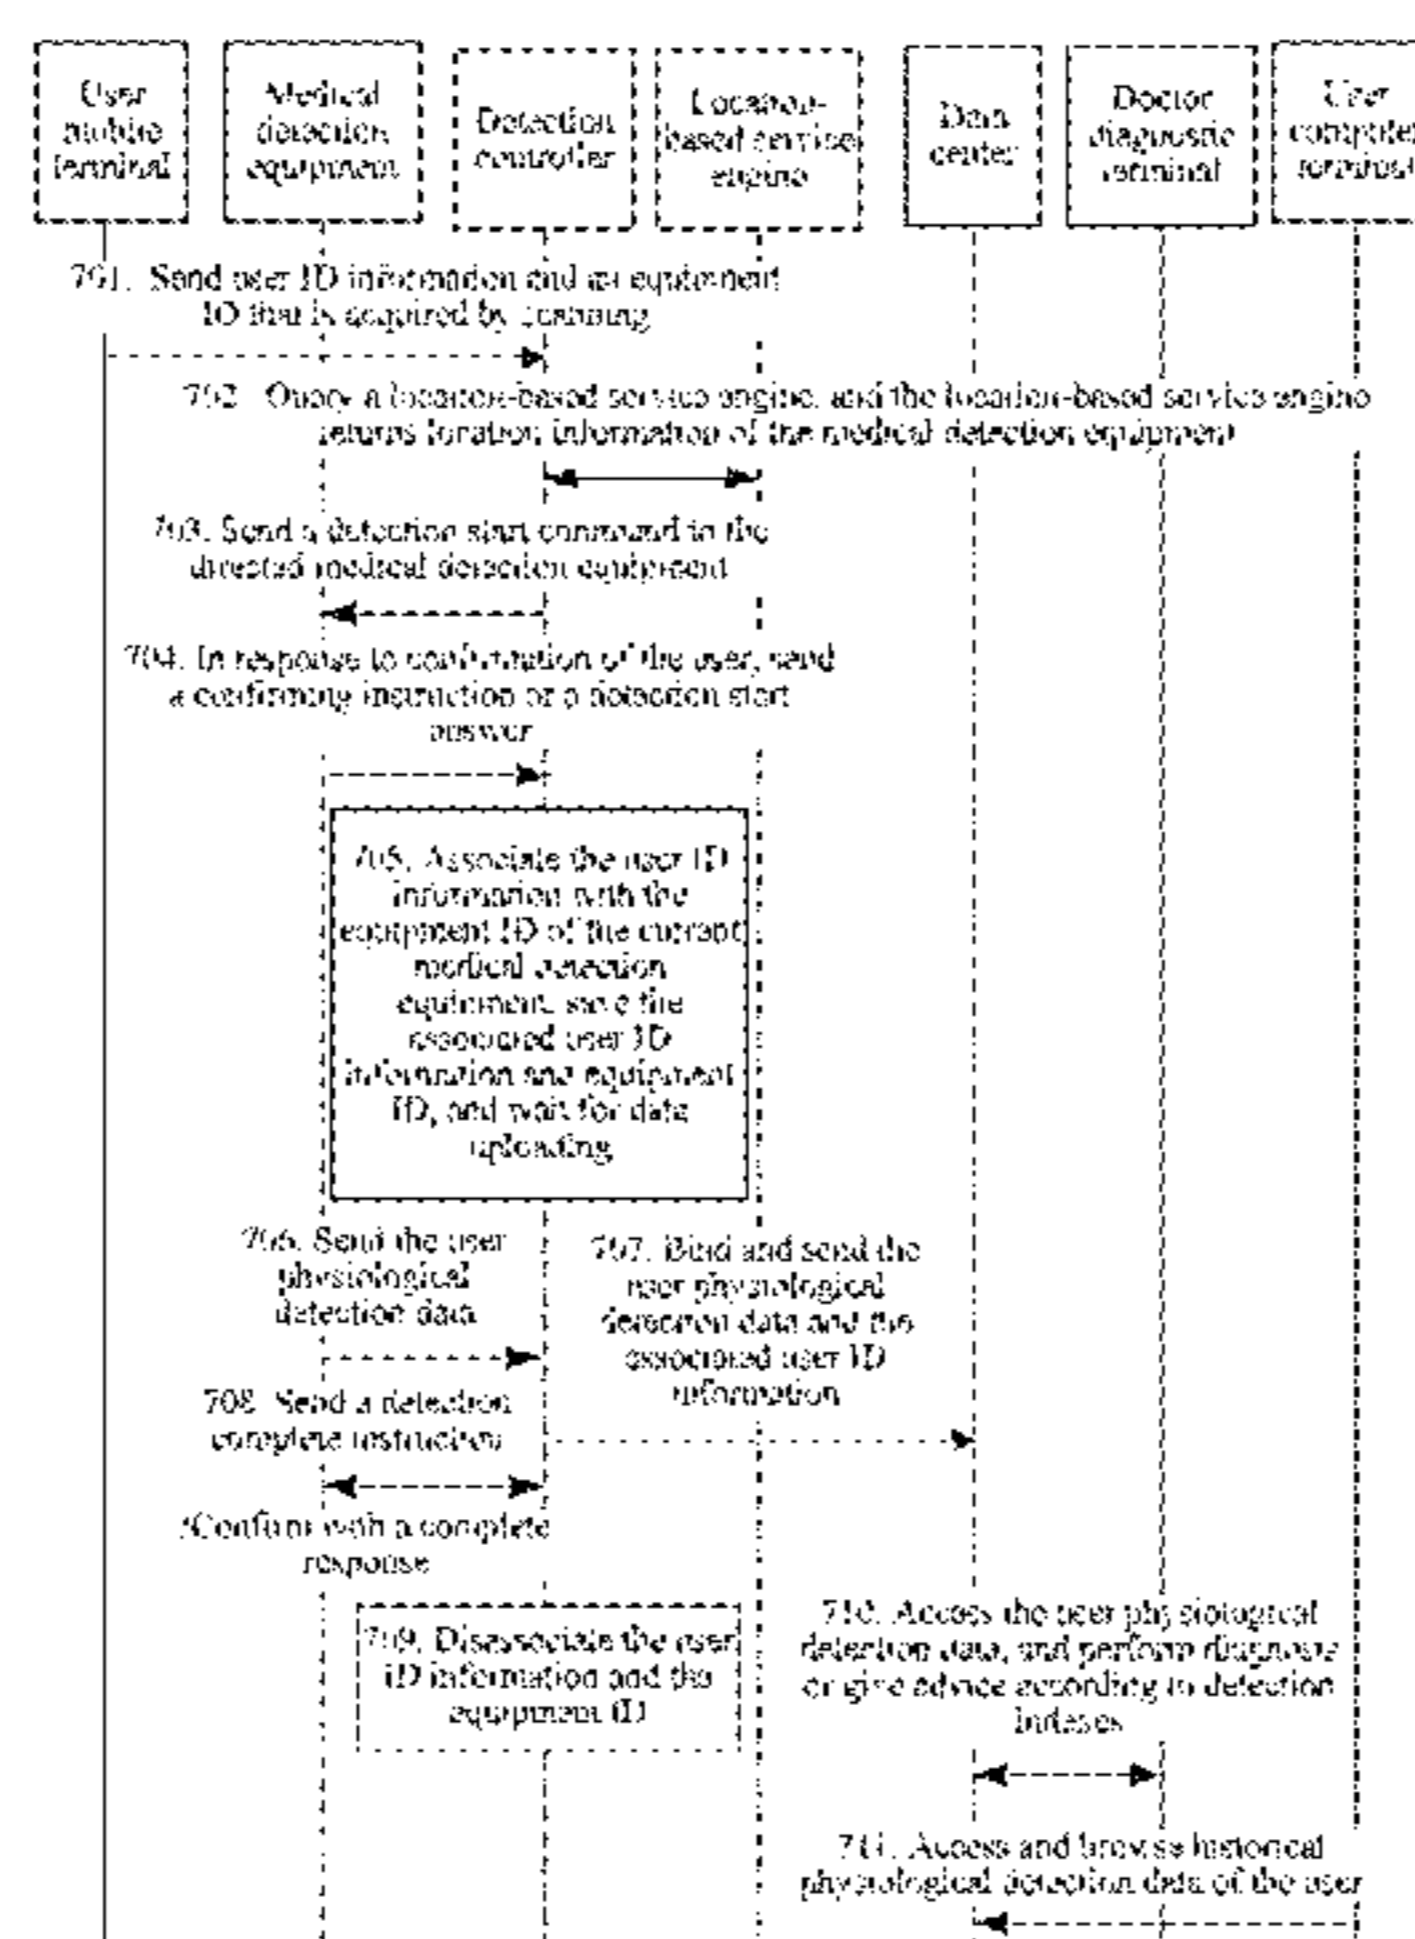 User
mobile
terminal
Medical
detection
equipment
Detection
controller
Location-
based service
engine
Data
center
Doctor
diagnostic
terminal
User
computer
terminal
701. Send user ID information and an equipment
ID that is acquired by scanning
702. Query a location-based service engine, and the location-based service engine
returns location information of the medical detection equipment
703. Send a detection start command to the
directed medical detection equipment
704. In response to confirmation of the user, send
a confirming instruction or a detection start
answer
705. Associate the user ID
information with the
equipment ID of the current
medical detection
equipment, save the
associated user ID
information and equipment
ID, and wait for data
uploading
706. Send the user
physiological
detection data
707. Bind and send the
user physiological
detection data and the
associated user ID
information
708. Send a detection
complete instruction
/Confirm with a complete
response
709. Disassociate the user
ID information and the
equipment ID
710. Access the user physiological
detection data, and perform diagnosis
or give advice according to detection
indexes
711. Access and browse historical
physiological detection data of the user